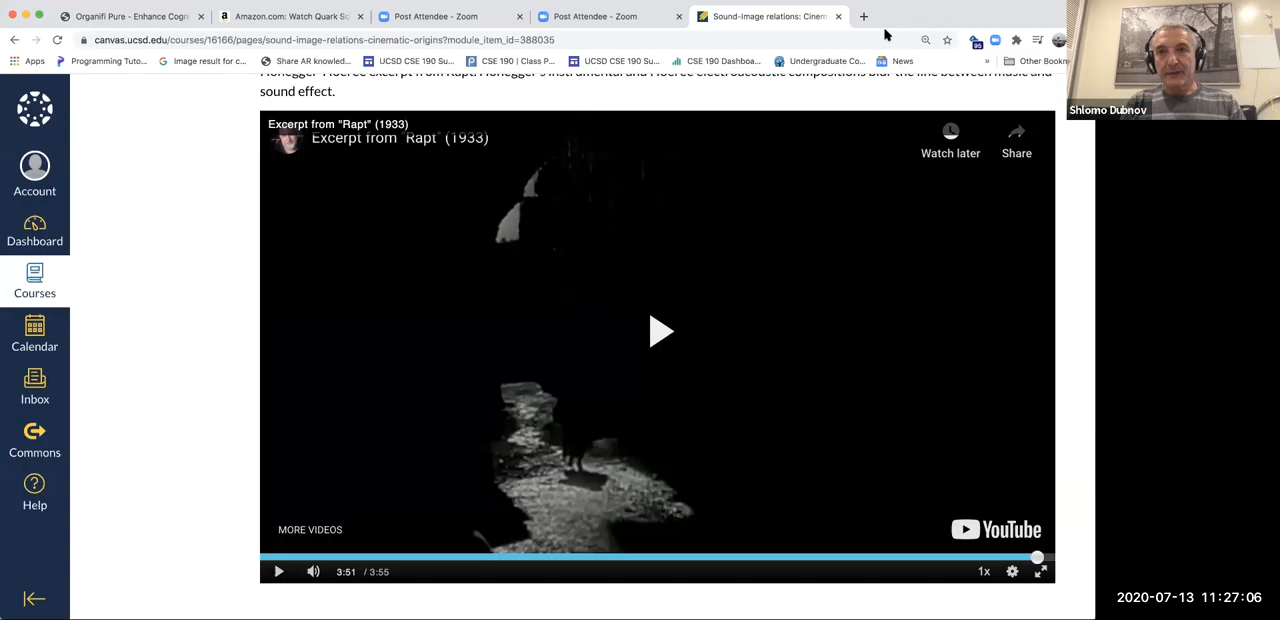 Organifi Pure - Enhance Cogni
Amazon.com: Watch Quark Sc
Post Attendee - Zoom
Post Attendee - Zoom
Sound-Image relations: Cinem
canvas.ucsd.edu/courses/16166/pages/sound-image-relations-cinematic-origins?module_item_id=388035
Apps
Programming Tuto...
Image result for c...
Share AR knowled...
UCSD CSE 190 Su...
CSE 190 | Class P...
UCSD CSE 190 Su...
CSE 190 Dashboa...
Undergraduate Co...
News
»
Other Bookm
95
Shlomo Dubnov
sound effect.
Excerpt from "Rapt" (1933)
Excerpt from "Rapt" (1933)
Watch later
Share
Account
Dashboard
Courses
Calendar
Inbox
Commons
Help
MORE VIDEOS
YouTube
3:51 / 3:55
1x
2020-07-13 11:27:06